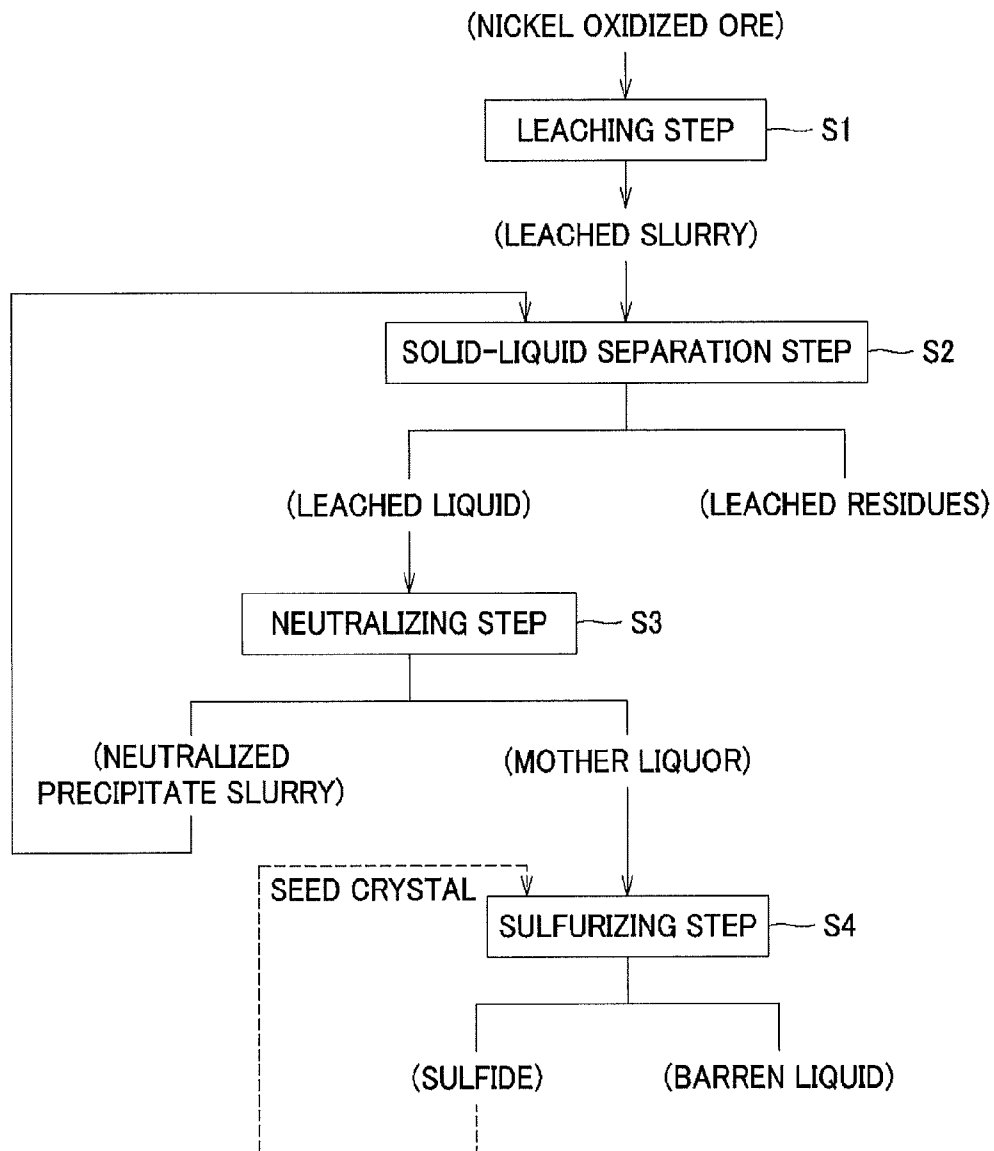 (NICKEL OXIDIZED ORE)
LEACHING STEP
S1
(LEACHED SLURRY)
SOLID-LIQUID SEPARATION STEP
S2
(LEACHED LIQUID)
(LEACHED RESIDUES)
NEUTRALIZING STEP
S3
(NEUTRALIZED
PRECIPITATE SLURRY)
(MOTHER LIQUOR)
SEED CRYSTAL
SULFURIZING STEP
S4
(SULFIDE)
(BARREN LIQUID)